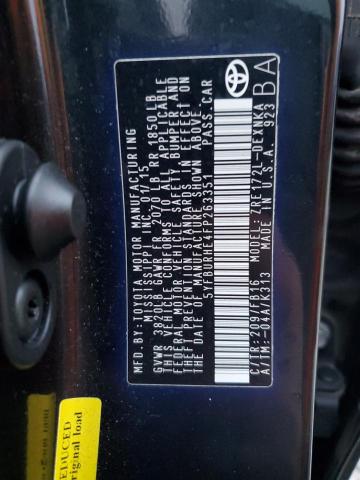 MFD. BY: TOYOTA MOTOR MANUFACTURING
MISSISSIPPI, INC. 01/15
GVWR 3820LB GAWR FR 2070LB RR 1850LB
THIS VEHICLE CONFORMS TO ALL APPLICABLE
FEDERAL MOTOR VEHICLE SAFETY BUMPER AND
THEFT PREVENTION STANDARDS IN EFFECT ON
THE DATE OF MANUFACTURE SHOWN ABOVE.
5YFBURHE4FP263351 PASS.CAR
C/TR: 209/FB16 MODEL: ZRE172L-DEXNKA
A/TM: -04A/K313 MADE IN U.S.A. 923
TOYOTA
BA
REDUCED
original load